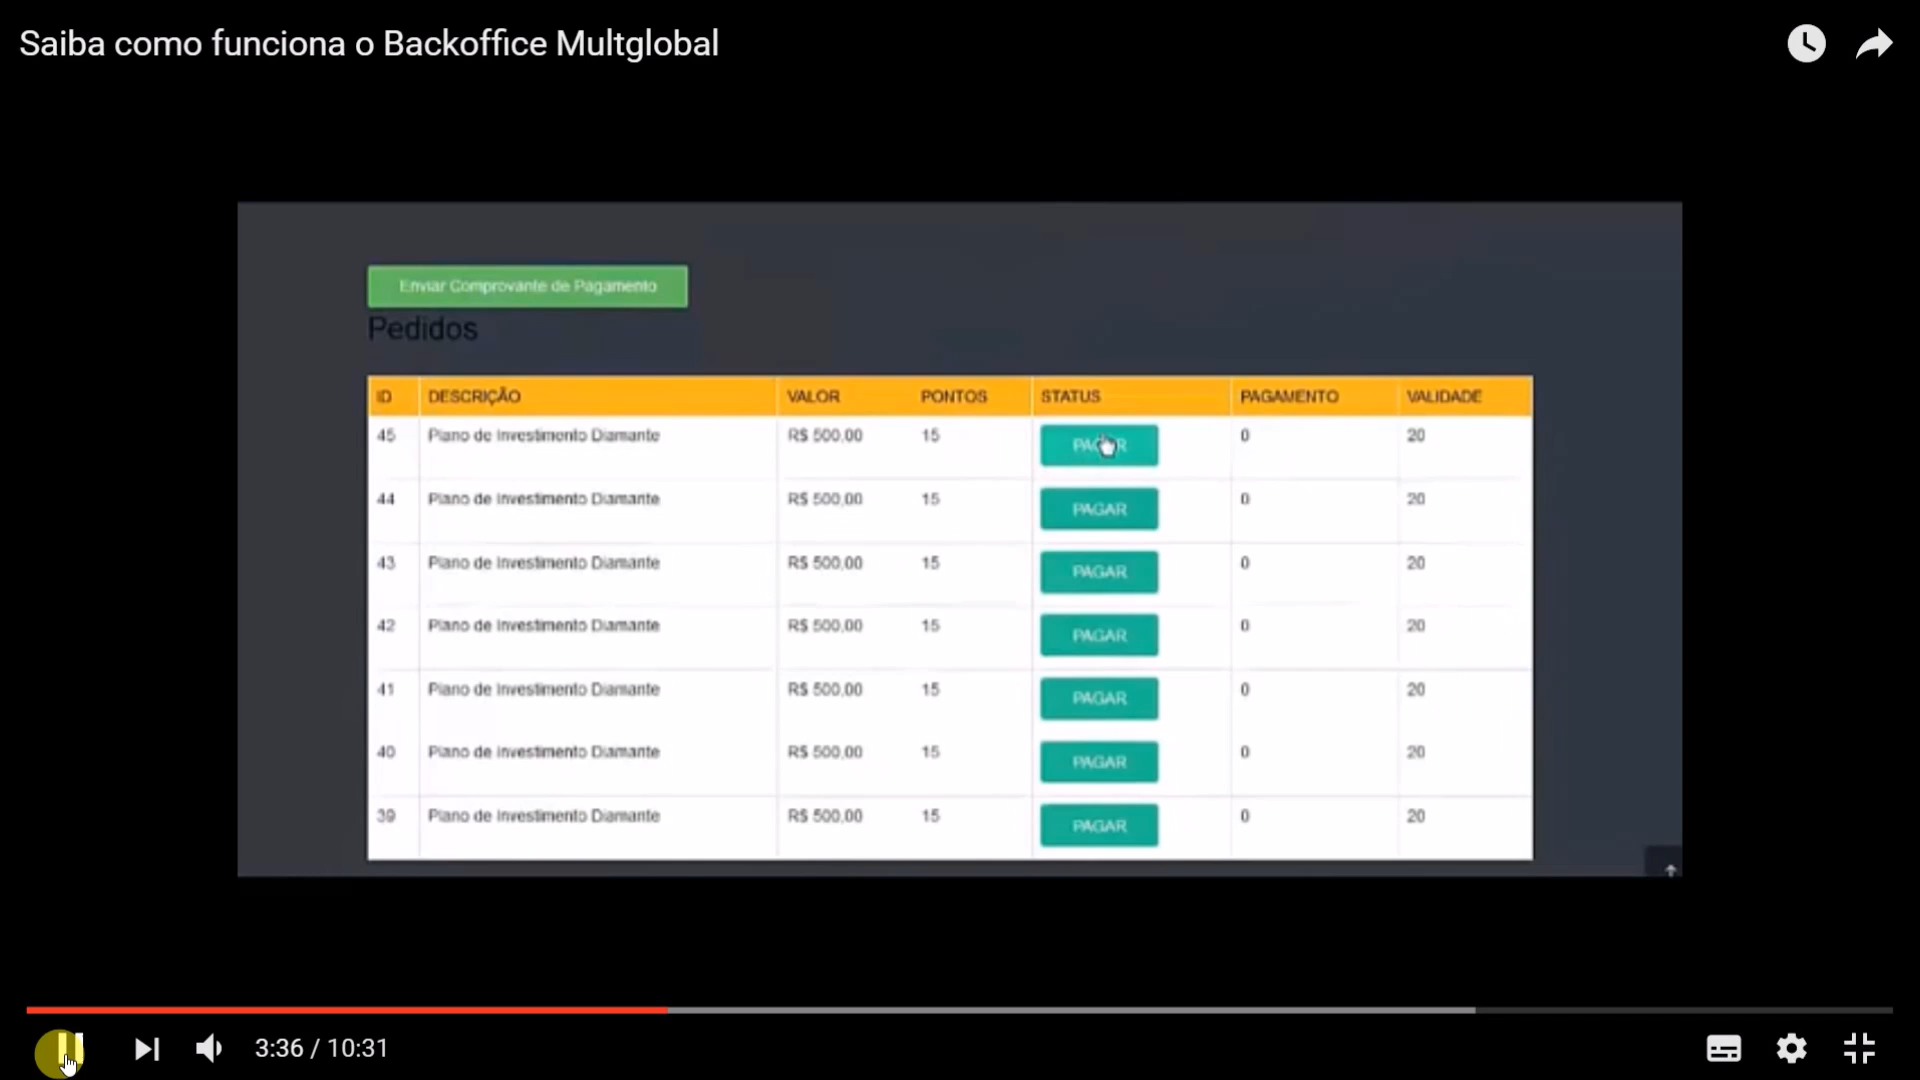 Saiba como funciona o Backoffice Multglobal
Enviar Comprovante de Pagamento
Pedidos
ID DESCRIÇÃO VALOR PONTOS STATUS PAGAMENTO VALIDADE
45 Plano de Investimento Diamante R$ 500,00 15 PAGAR 0 20
44 Plano de Investimento Diamante R$ 500,00 15 PAGAR 0 20
43 Plano de Investimento Diamante R$ 500,00 15 PAGAR 0 20
42 Plano de Investimento Diamante R$ 500,00 15 PAGAR 0 20
41 Plano de Investimento Diamante R$ 500,00 15 PAGAR 0 20
40 Plano de Investimento Diamante R$ 500,00 15 PAGAR 0 20
39 Plano de Investimento Diamante R$ 500,00 15 PAGAR 0 20
3:36 / 10:31